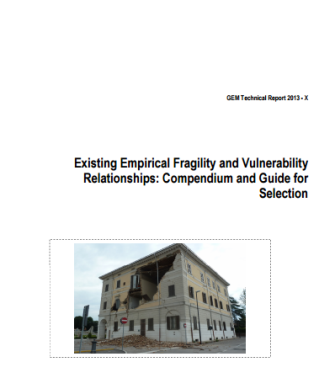 GEM Technical Report 2013 - X
Existing Empirical Fragility and Vulnerability
Relationships: Compendium and Guide for
Selection